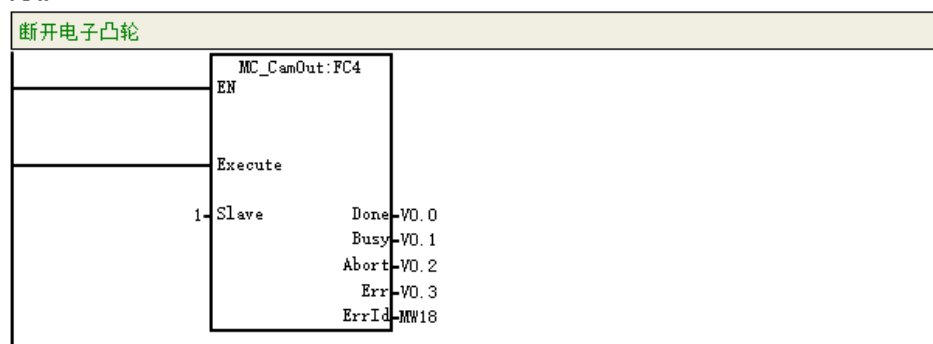 断开电子凸轮
MC_CamOut:FC4
EN
Execute
1 Slave Done V0.0
Busy V0.1
Abort V0.2
Err V0.3
ErrId MW18